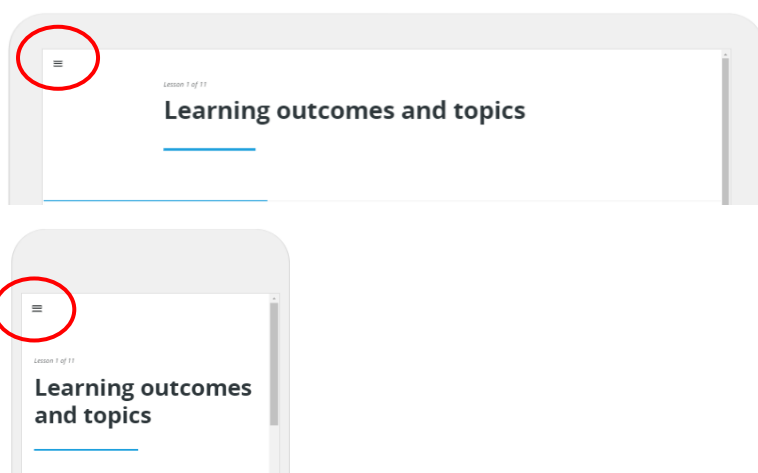 Lesson 1 of 11
Learning outcomes and topics
Lesson 1 of 11
Learning outcomes
and topics